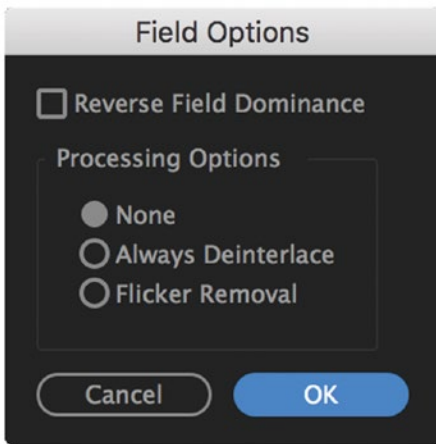 Field Options
Reverse Field Dominance
Processing Options
None
Always Deinterlace
Flicker Removal
Cancel
OK